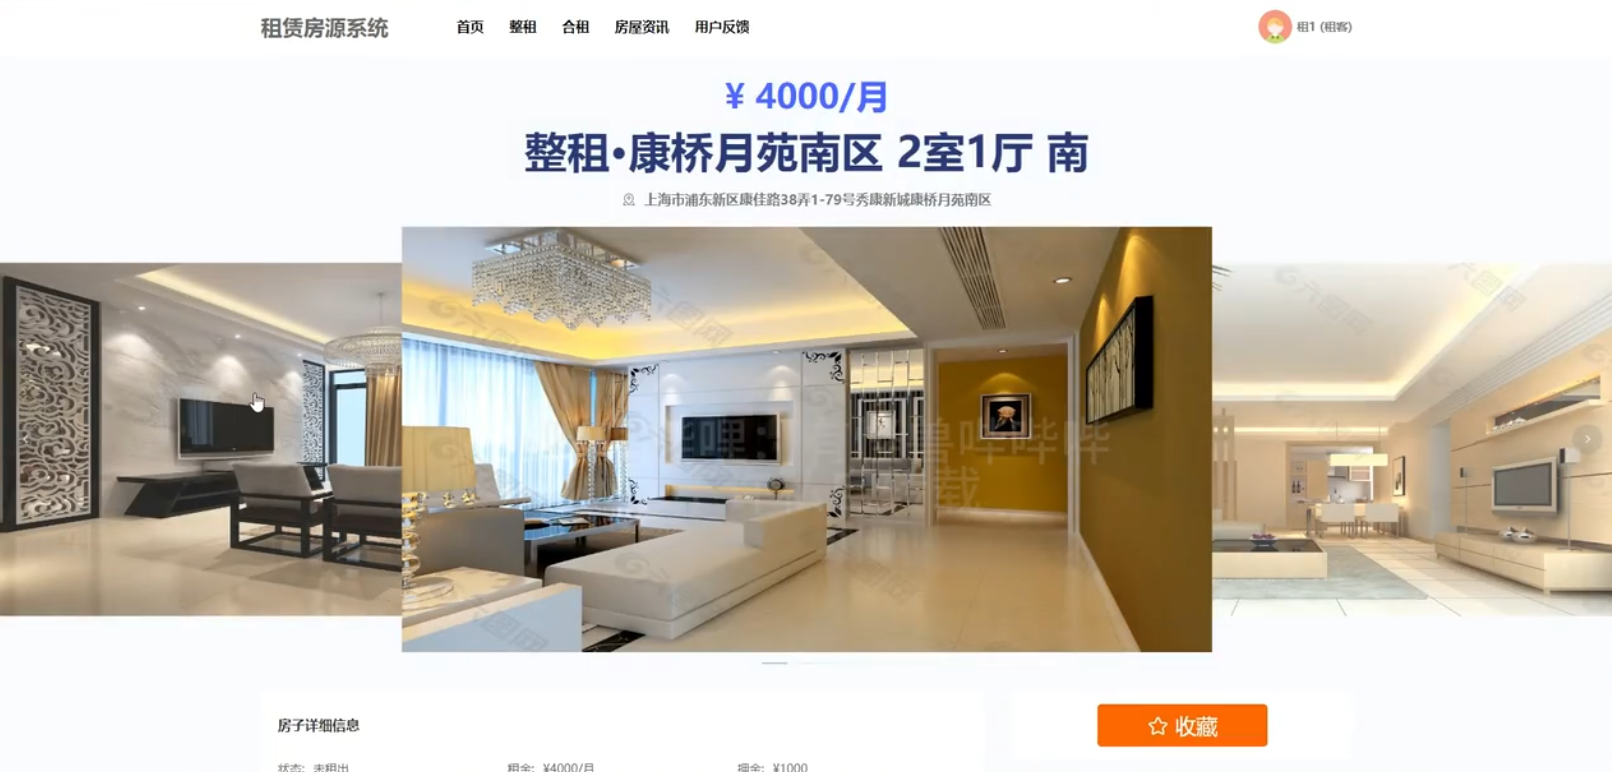 租赁房源系统 首页 整租 合租 房屋资讯 用户反馈 租1 (租客)
¥ 4000/月
整租·康桥月苑南区 2室1厅 南
上海市浦东新区康佳路38弄1-79号秀康新城康桥月苑南区
六图网
房子详细信息
收藏
状态: 未租出 租金: ¥4000/月 押金: ¥1000